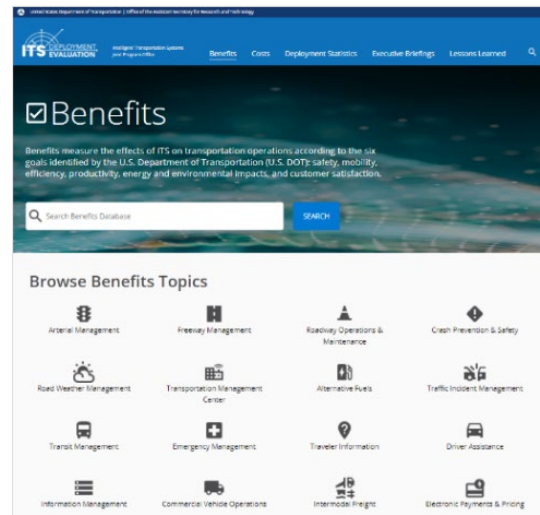 United States Department of Transportation | Office of the Assistant Secretary for Research and Technology
ITS DEPLOYMENT EVALUATION
Intelligent Transportation Systems
Joint Program Office
Benefits Costs Deployment Statistics Executive Briefings Lessons Learned
Benefits
Benefits measure the effects of ITS on transportation operations according to the six
goals identified by the U.S. Department of Transportation (U.S. DOT): safety, mobility,
efficiency, productivity, energy and environmental impacts, and customer satisfaction.
Search Benefits Database SEARCH
Browse Benefits Topics
Arterial Management Freeway Management Roadway Operations & Maintenance Crash Prevention & Safety
Road Weather Management Transportation Management Center Alternative Fuels Traffic Incident Management
Transit Management Emergency Management Traveler Information Driver Assistance
Information Management Commercial Vehicle Operations Intermodal Freight Electronic Payments & Pricing